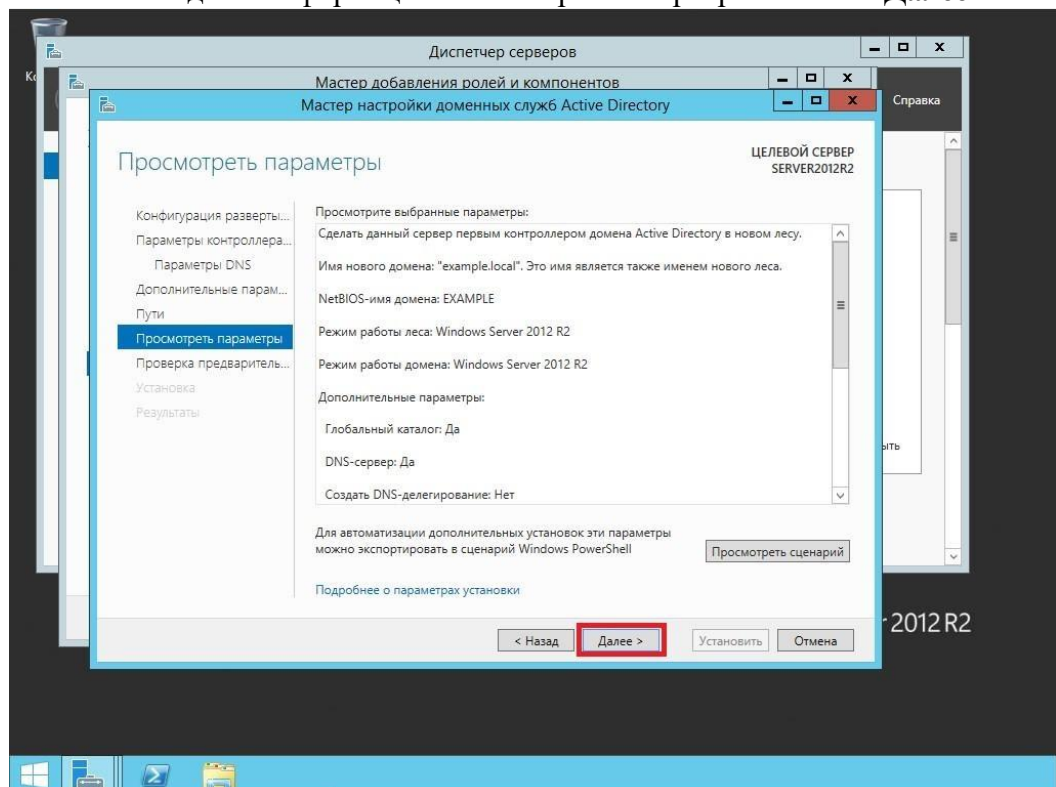 Диспетчер серверов
Мастер добавления ролей и компонентов
Справка
Мастер настройки доменных служб Active Directory
Просмотреть параметры
ЦЕЛЕВОЙ СЕРВЕР
SERVER2012R2
Конфигурация разверты...
Параметры контроллера...
Параметры DNS
Дополнительные парам...
Пути
Просмотреть параметры
Проверка предваритель...
Установка
Результаты
Просмотрите выбранные параметры:
Сделать данный сервер первым контроллером домена Active Directory в новом лесу.
Имя нового домена: "example.local". Это имя является также именем нового леса.
NetBIOS-имя домена: EXAMPLE
Режим работы леса: Windows Server 2012 R2
Режим работы домена: Windows Server 2012 R2
Дополнительные параметры:
Глобальный каталог: Да
DNS-сервер: Да
Создать DNS-делегирование: Нет
Для автоматизации дополнительных установок эти параметры
можно экспортировать в сценарий Windows PowerShell
Просмотреть сценарий
Подробнее о параметрах установки
< Назад
Далее >
Установить
Отмена
2012 R2